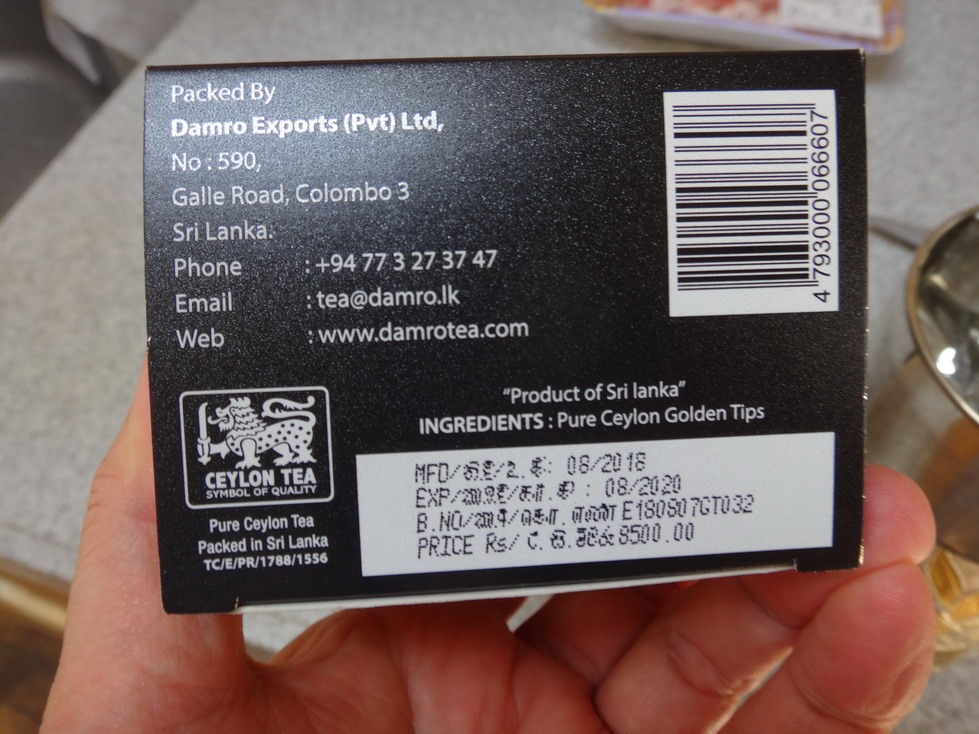 Packed By
Damro Exports (Pvt) Ltd,
No : 590,
Galle Road, Colombo 3
Sri Lanka.
Phone : +94 77 3 27 37 47
Email : tea@damro.lk
Web : www.damrotea.com
4 793000 066607
"Product of Sri lanka"
INGREDIENTS : Pure Ceylon Golden Tips
CEYLON TEA
SYMBOL OF QUALITY
Pure Ceylon Tea
Packed in Sri Lanka
TC/E/PR/1788/1556
MFD/ : 08/2018
EXP/ : 08/2020
B.NO/ E180807GT032
PRICE Rs/ 8500.00